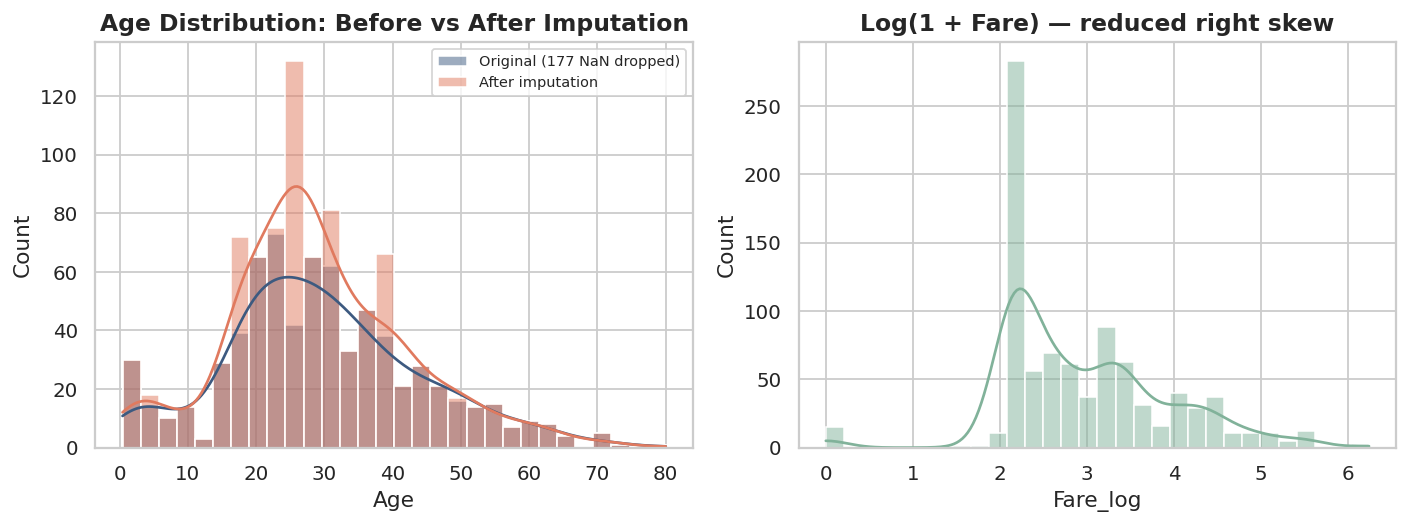 Age Distribution: Before vs After Imputation
Original (177 NaN dropped)
After imputation
120
100
80
60
40
20
0
Count
0 10 20 30 40 50 60 70 80
Age
Log(1 + Fare) — reduced right skew
250
200
150
100
50
0
Count
0 1 2 3 4 5 6
Fare_log